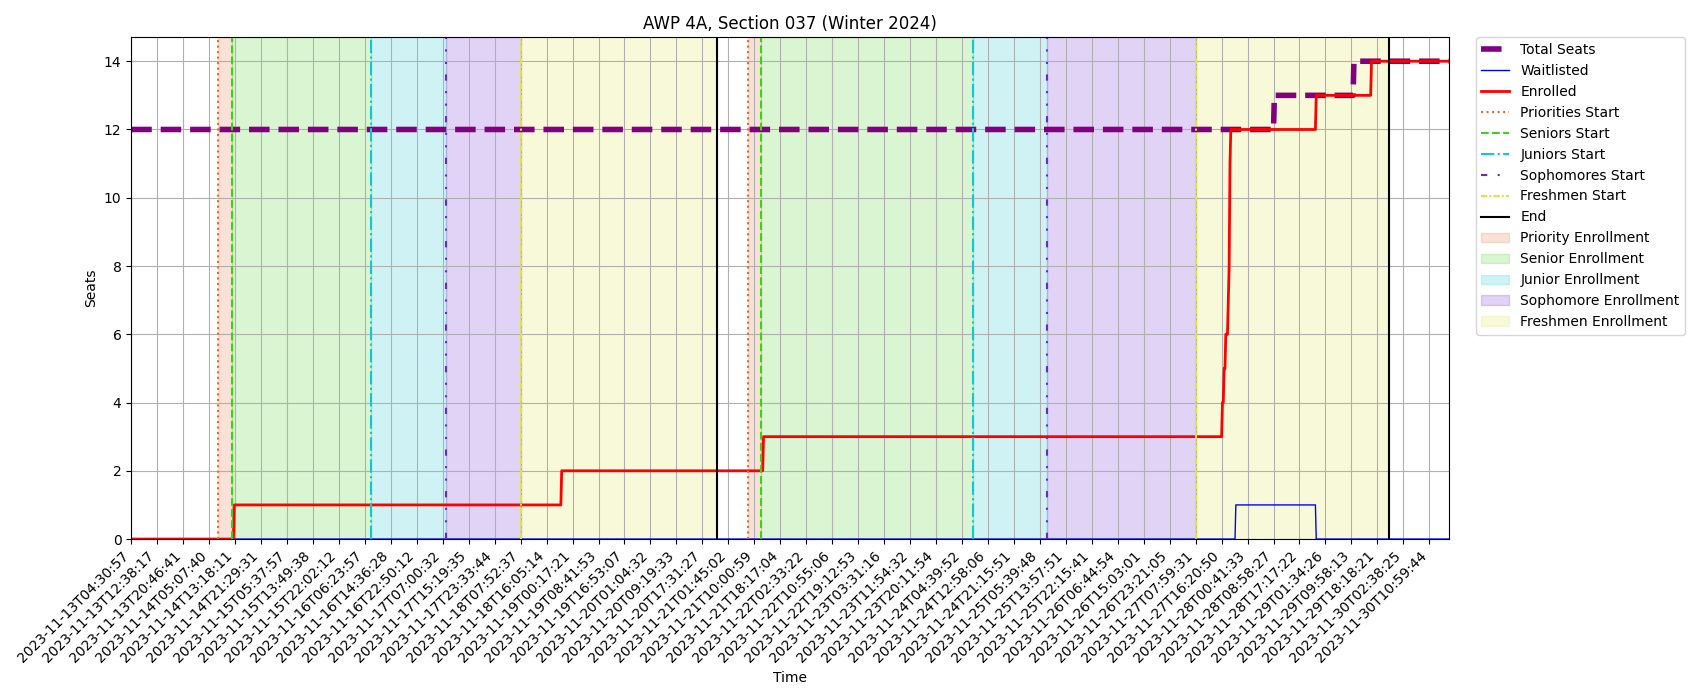 AWP 4A, Section 037 (Winter 2024)
Seats
14
12
10
8
6
4
2
0
2023-11-13T04:30:57
2023-11-13T12:38:17
2023-11-13T20:46:41
2023-11-14T05:07:40
2023-11-14T13:18:11
2023-11-14T21:29:31
2023-11-15T05:37:57
2023-11-15T13:49:38
2023-11-15T22:02:12
2023-11-16T06:23:57
2023-11-16T14:36:28
2023-11-16T22:50:12
2023-11-17T07:00:32
2023-11-17T15:19:35
2023-11-17T23:33:44
2023-11-18T07:52:37
2023-11-18T16:05:14
2023-11-19T00:17:21
2023-11-19T08:41:53
2023-11-19T16:53:07
2023-11-20T01:04:32
2023-11-20T09:19:33
2023-11-20T17:31:27
2023-11-21T01:45:02
2023-11-21T10:00:59
2023-11-21T18:17:04
2023-11-22T02:33:22
2023-11-22T10:55:06
2023-11-22T19:12:53
2023-11-23T03:31:16
2023-11-23T11:54:32
2023-11-23T20:11:54
2023-11-24T04:39:52
2023-11-24T12:58:06
2023-11-24T21:15:51
2023-11-25T05:39:48
2023-11-25T13:57:51
2023-11-25T22:15:41
2023-11-26T06:44:54
2023-11-26T15:03:01
2023-11-26T23:21:05
2023-11-27T07:59:31
2023-11-27T16:20:50
2023-11-28T00:41:33
2023-11-28T08:58:27
2023-11-28T17:17:22
2023-11-29T01:34:26
2023-11-29T09:58:13
2023-11-29T18:18:21
2023-11-30T02:38:25
2023-11-30T10:59:44
Time
Total Seats
Waitlisted
Enrolled
Priorities Start
Seniors Start
Juniors Start
Sophomores Start
Freshmen Start
End
Priority Enrollment
Senior Enrollment
Junior Enrollment
Sophomore Enrollment
Freshmen Enrollment